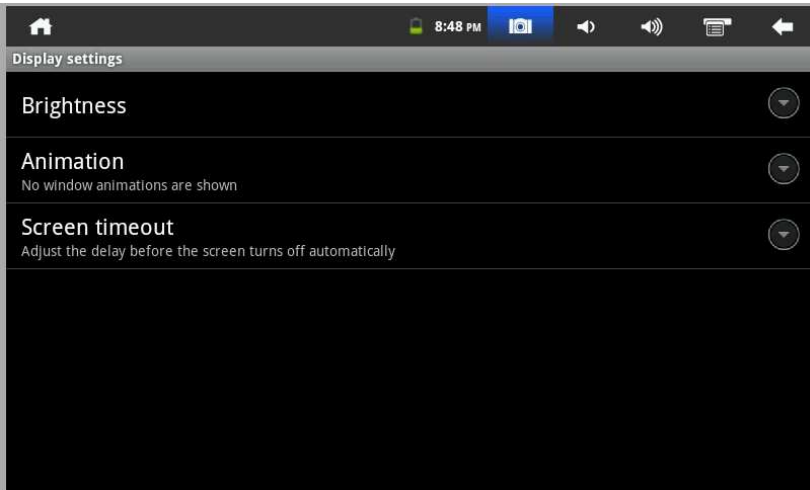 8:48 PM
Display settings
Brightness
Animation
No window animations are shown
Screen timeout
Adjust the delay before the screen turns off automatically